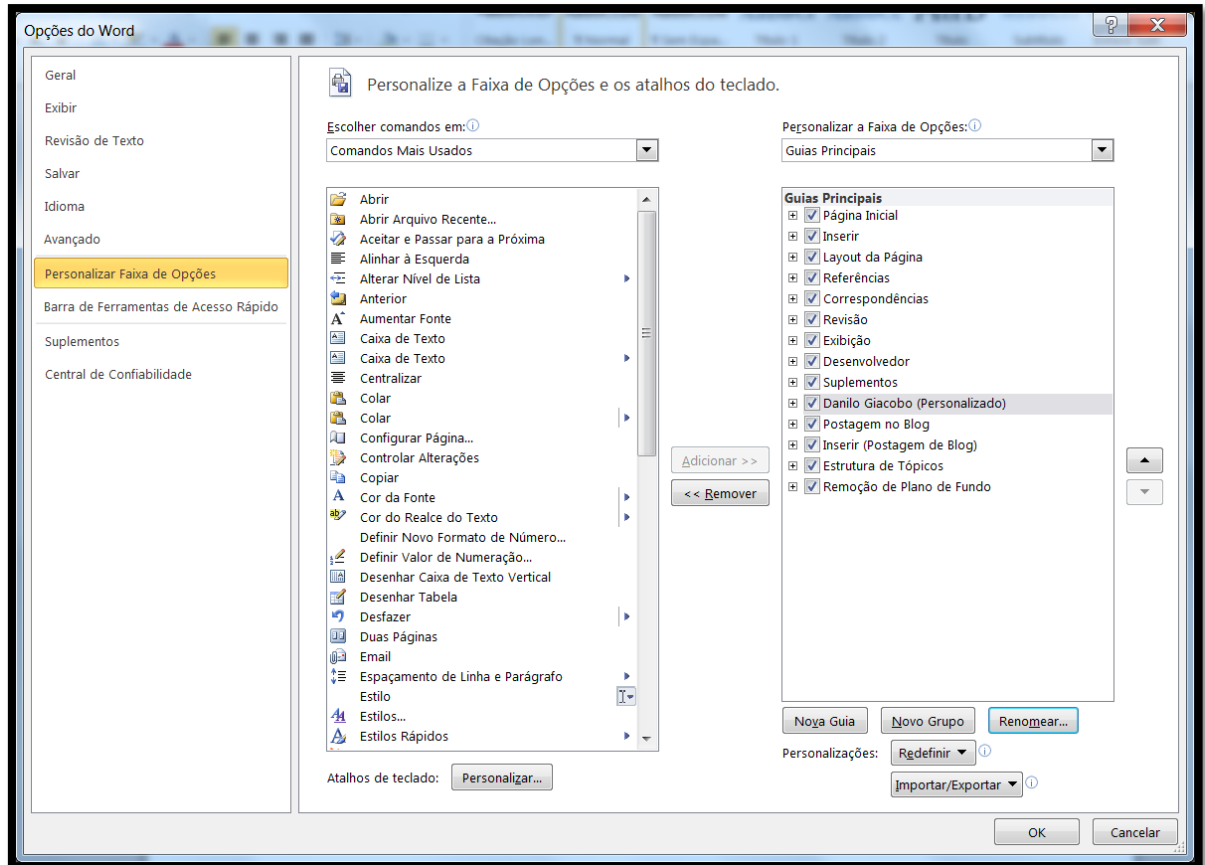 Opções do Word
Geral
Exibir
Revisão de Texto
Salvar
Idioma
Avançado
Personalizar Faixa de Opções
Barra de Ferramentas de Acesso Rápido
Suplementos
Central de Confiabilidade
Personalize a Faixa de Opções e os atalhos do teclado.
Escolher comandos em:
Comandos Mais Usados
Abrir
Abrir Arquivo Recente...
Aceitar e Passar para a Próxima
Alinhar à Esquerda
Alterar Nível de Lista
Anterior
Aumentar Fonte
Caixa de Texto
Caixa de Texto
Centralizar
Colar
Colar
Configurar Página...
Controlar Alterações
Copiar
Cor da Fonte
Cor do Realce do Texto
Definir Novo Formato de Número...
Definir Valor de Numeração...
Desenhar Caixa de Texto Vertical
Desenhar Tabela
Desfazer
Duas Páginas
Email
Espaçamento de Linha e Parágrafo
Estilo
Estilos...
Estilos Rápidos
Atalhos de teclado: Personalizar...
Adicionar >>
<< Remover
Personalizar a Faixa de Opções:
Guias Principais
Guias Principais
Página Inicial
Inserir
Layout da Página
Referências
Correspondências
Revisão
Exibição
Desenvolvedor
Suplementos
Danilo Giacobo (Personalizado)
Postagem no Blog
Inserir (Postagem de Blog)
Estrutura de Tópicos
Remoção de Plano de Fundo
Nova Guia Novo Grupo Renomear...
Personalizações: Redefinir
Importar/Exportar
OK Cancelar